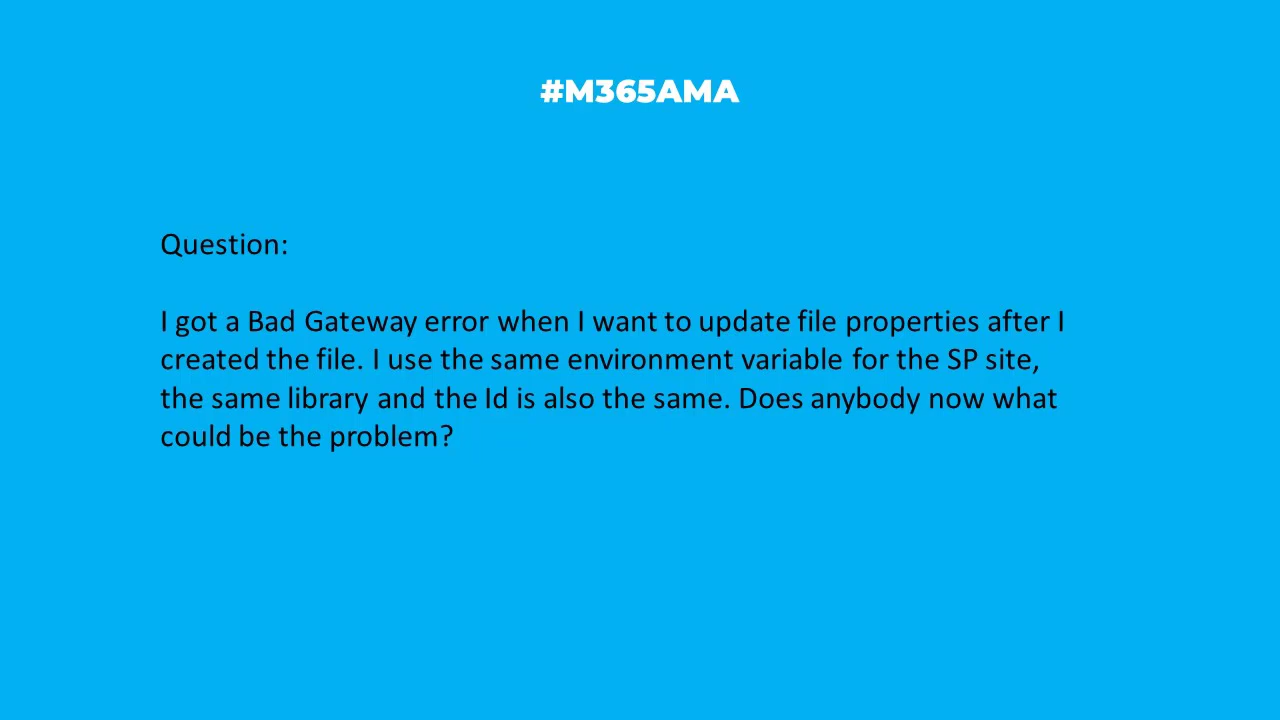 #M365AMA
Question:
I got a Bad Gateway error when I want to update file properties after I
created the file. I use the same environment variable for the SP site,
the same library and the Id is also the same. Does anybody now what
could be the problem?